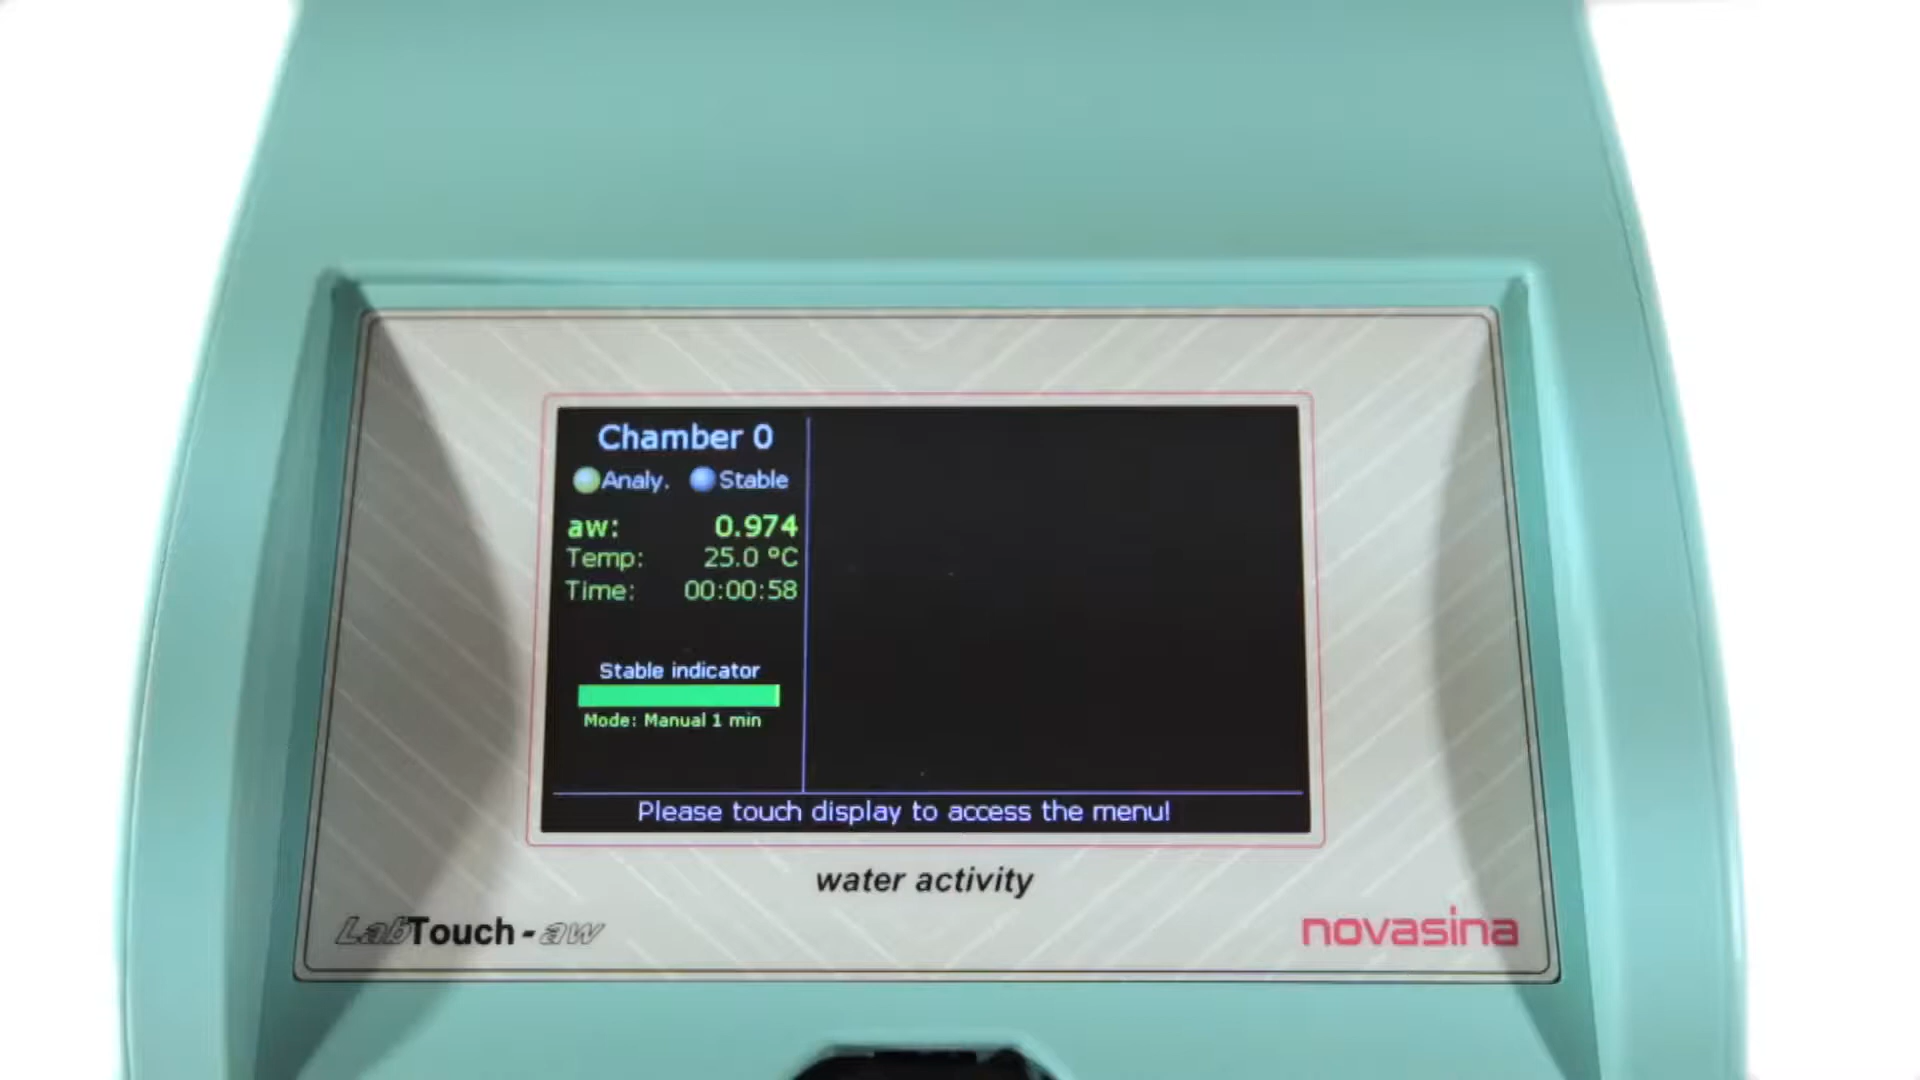 Chamber 0
Analy. Stable
aw: 0.974
Temp: 25.0 °C
Time: 00:00:58
Stable indicator
Mode: Manual 1 min
Please touch display to access the menu!
water activity
LabTouch-aw
novasina